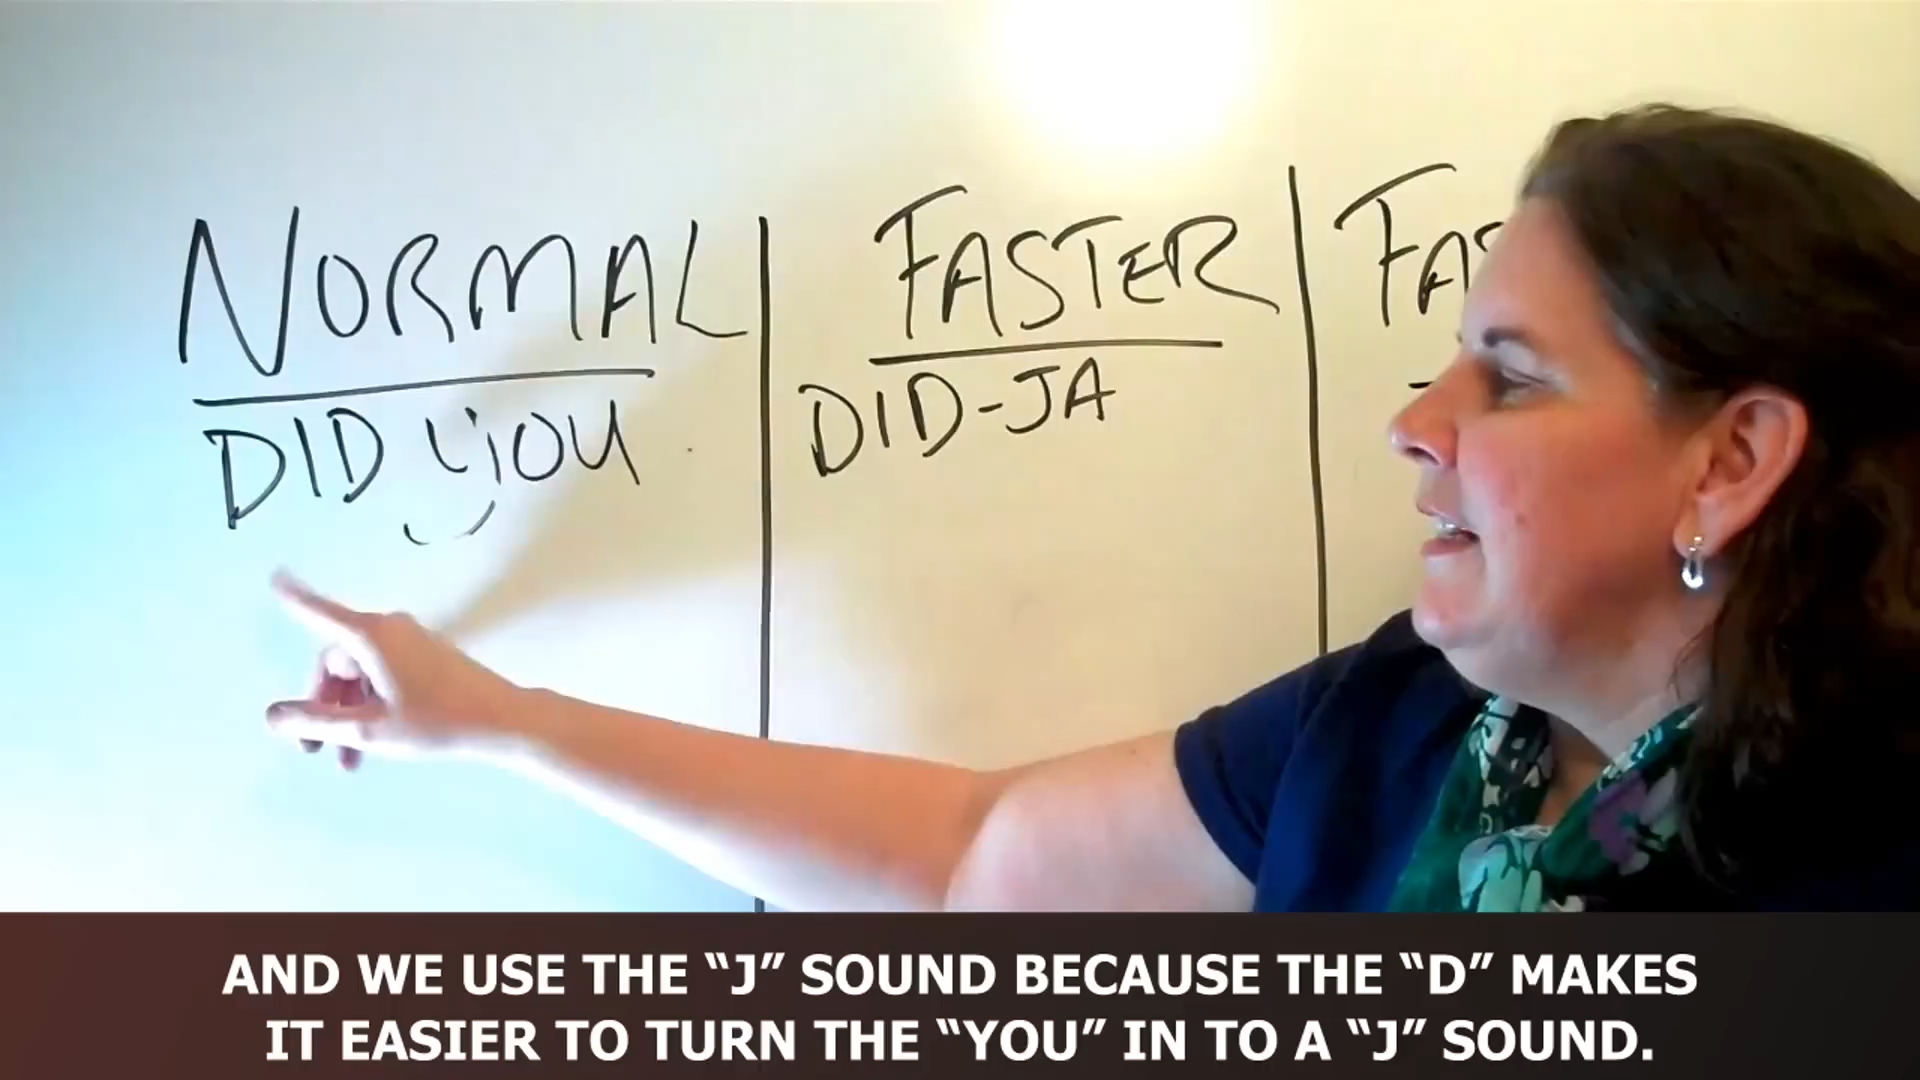 NORMAL
FASTER
DID YOU
DID-JA
AND WE USE THE “J” SOUND BECAUSE THE “D” MAKES
IT EASIER TO TURN THE “YOU” IN TO A “J” SOUND.